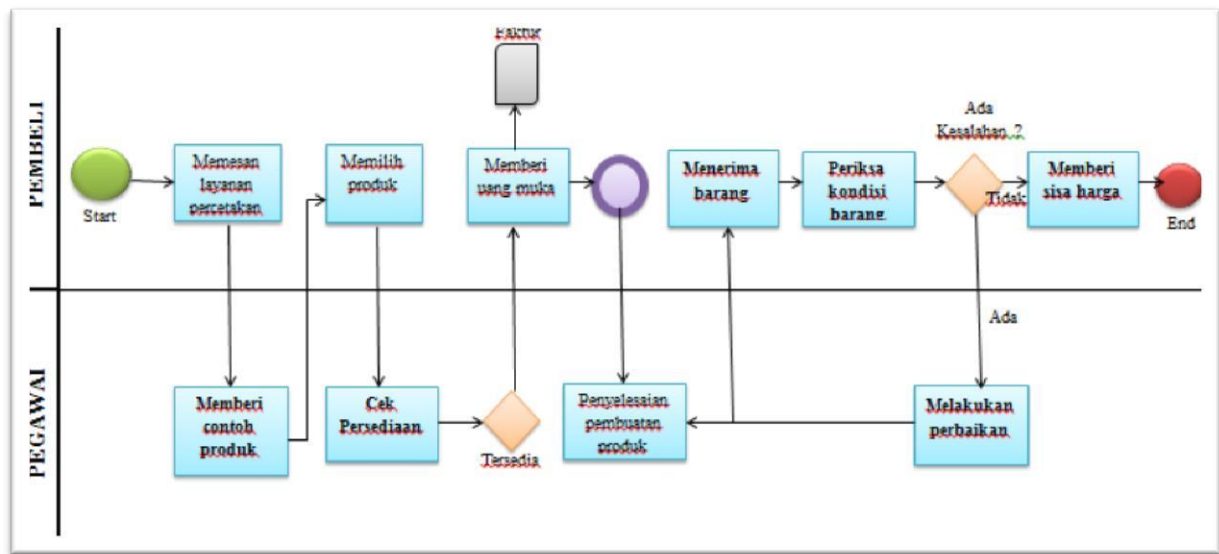 PEMBELI
Start
Memesan
layanan
percetakan
Memilih
produk
Faktur
Memberi
uang muka
Menerima
barang
Periksa
kondisi
barang
Ada
Kesalahan ?
Tidak
Memberi
sisa harga
End
PEGAWAI
Memberi
contoh
produk
Cek
Persediaan
Tersedia
Penyelesaian
pembuatan
produk
Ada
Melakukan
perbaikan